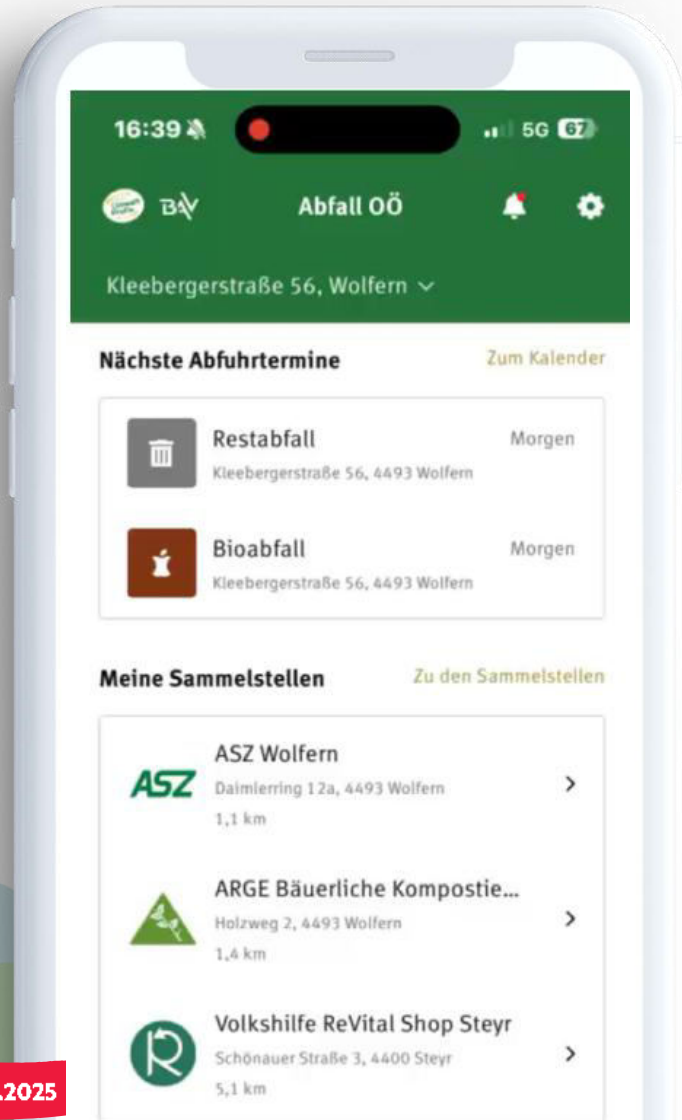 16:39
5G 67
BAV
Abfall OÖ
Kleebergerstraße 56, Wolfern
Nächste Abfuhrtermine
Zum Kalender
Restabfall
Morgen
Kleebergerstraße 56, 4493 Wolfern
Bioabfall
Morgen
Kleebergerstraße 56, 4493 Wolfern
Meine Sammelstellen
Zu den Sammelstellen
ASZ
ASZ Wolfern
Daimlerring 12a, 4493 Wolfern
1,1 km
ARGE Bäuerliche Kompostie...
Holzweg 2, 4493 Wolfern
1,4 km
R
Volkshilfe ReVital Shop Steyr
Schönauer Straße 3, 4400 Steyr
5,1 km
.2025